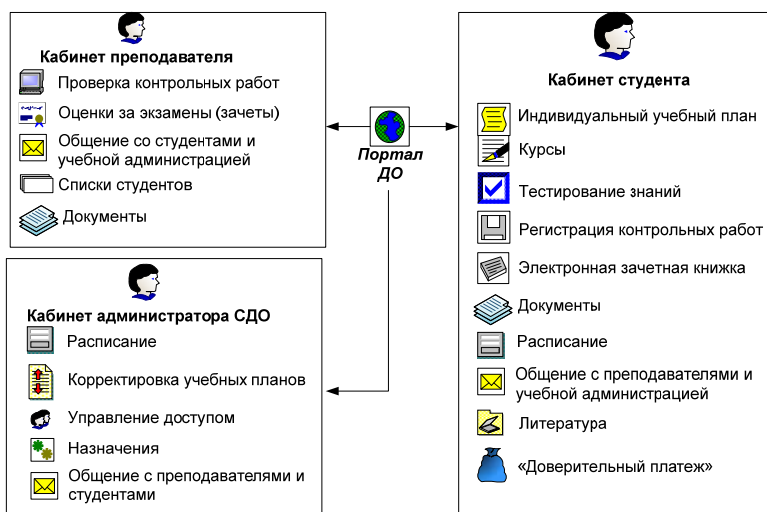 Кабинет преподавателя
Проверка контрольных работ
Оценки за экзамены (зачеты)
Общение со студентами и
учебной администрацией
Списки студентов
Документы
Портал
ДО
Кабинет администратора СДО
Расписание
Корректировка учебных планов
Управление доступом
Назначения
Общение с преподавателями и
студентами
Кабинет студента
Индивидуальный учебный план
Курсы
Тестирование знаний
Регистрация контрольных работ
Электронная зачетная книжка
Документы
Расписание
Общение с преподавателями и
учебной администрацией
Литература
«Доверительный платеж»